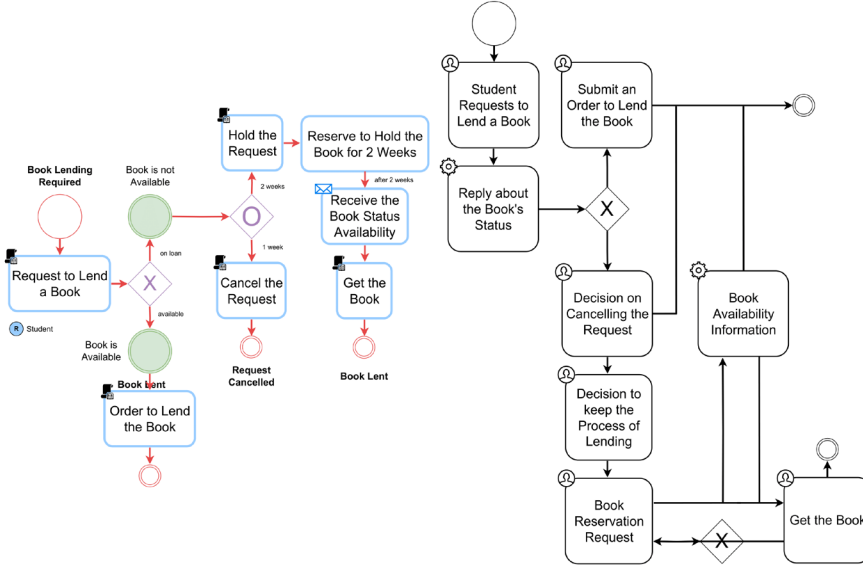 Book Lending
Required
Request to Lend
a Book
R
Student
Book is not
Available
on loan
X
available
Book is
Available
Book Lent
Order to Lend
the Book
Hold the
Request
2 weeks
O
1 week
Cancel the
Request
Request
Cancelled
Reserve to Hold the
Book for 2 Weeks
after 2 weeks
Receive the
Book Status
Availability
Get the
Book
Book Lent
Student
Requests to
Lend a Book
Reply about
the Book's
Status
Submit an
Order to Lend
the Book
X
Decision on
Cancelling the
Request
Decision to
keep the
Process of
Lending
Book
Reservation
Request
Book
Availability
Information
X
Get the Book